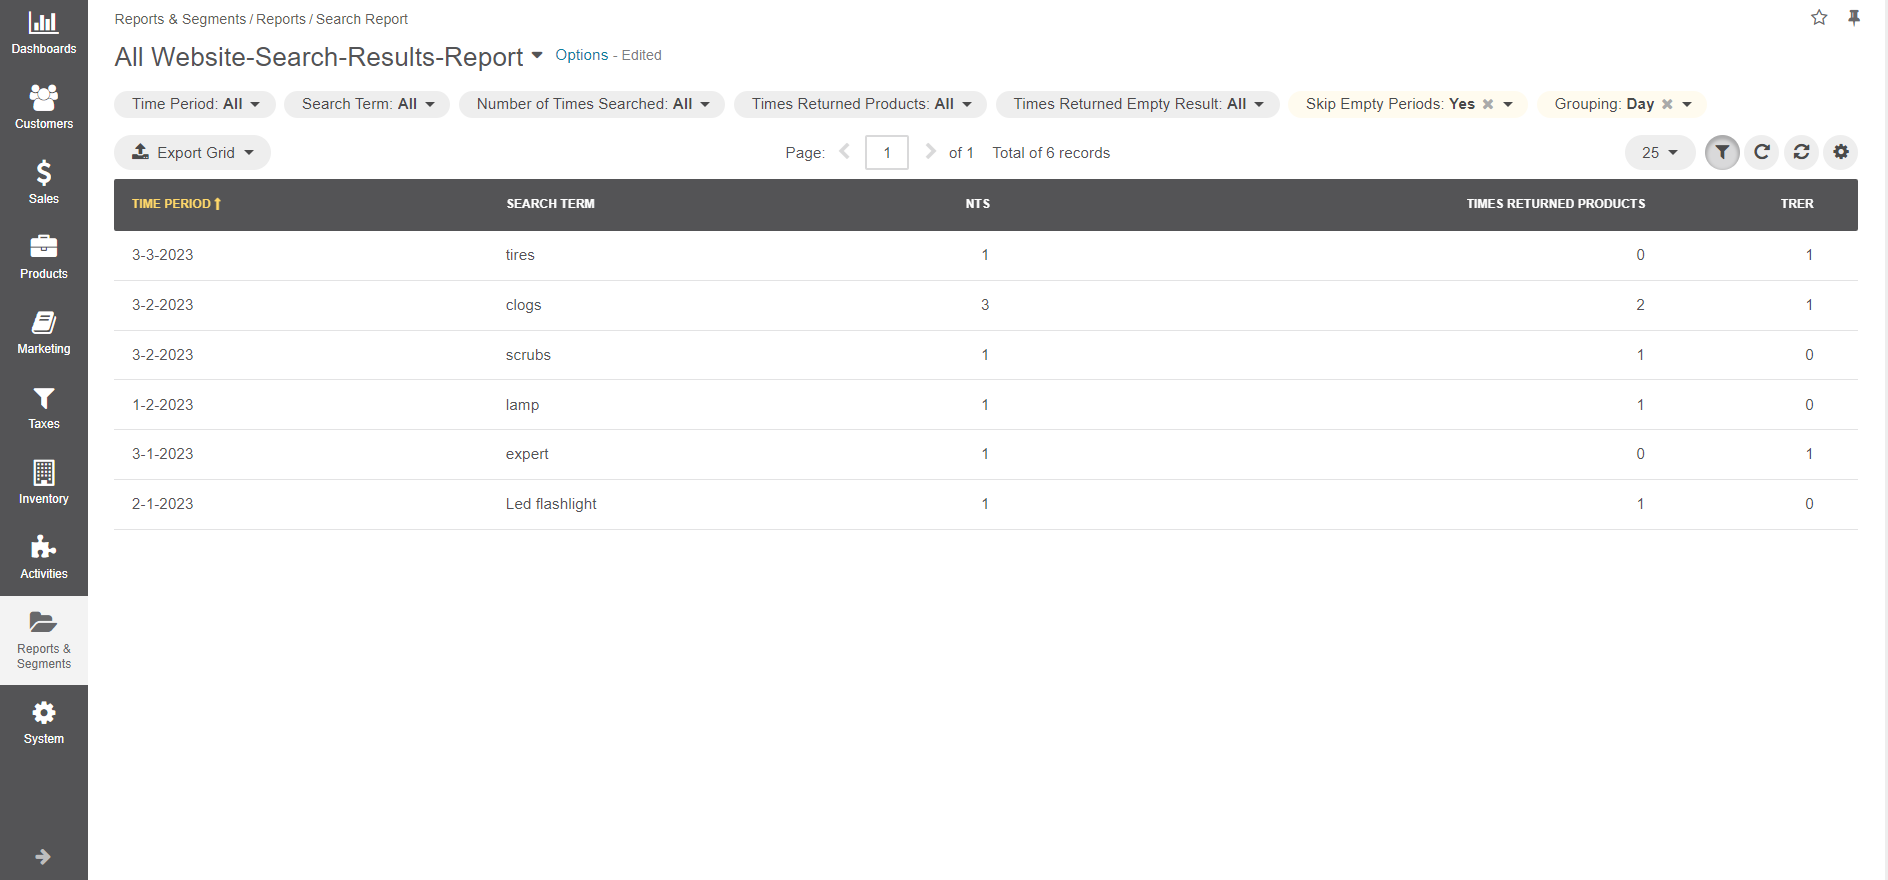 Dashboards
Customers
Sales
Products
Marketing
Taxes
Inventory
Activities
Reports &
Segments
System
Reports & Segments / Reports / Search Report
All Website-Search-Results-Report Options - Edited
Time Period: All Search Term: All Number of Times Searched: All Times Returned Products: All Times Returned Empty Result: All Skip Empty Periods: Yes Grouping: Day
Export Grid Page: 1 of 1 Total of 6 records 25
TIME PERIOD SEARCH TERM NTS TIMES RETURNED PRODUCTS TRER
3-3-2023 tires 1 0 1
3-2-2023 clogs 3 2 1
3-2-2023 scrubs 1 1 0
1-2-2023 lamp 1 1 0
3-1-2023 expert 1 0 1
2-1-2023 Led flashlight 1 1 0